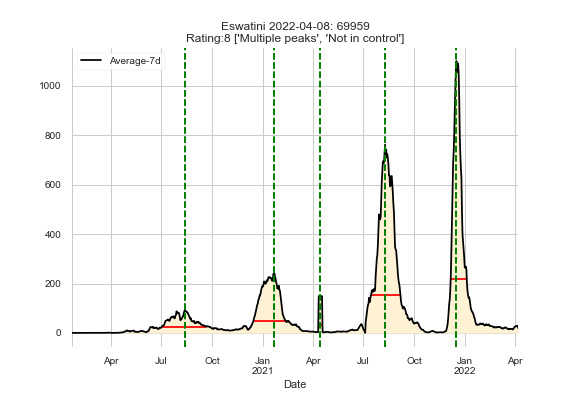 Eswatini 2022-04-08: 69959
Rating:8 ['Multiple peaks', 'Not in control']
Average-7d
1000
800
600
400
200
0
Apr Jul Oct Jan Apr Jul Oct Jan Apr
2021 2022
Date